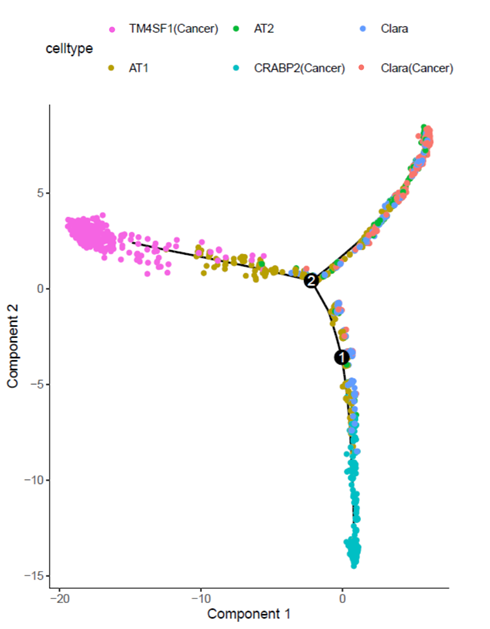 TM4SF1(Cancer) AT2 Clara
celltype
AT1 CRABP2(Cancer) Clara(Cancer)
5
2
0
1
−5
−10
−15
−20 −10 0
Component 1
Component 2